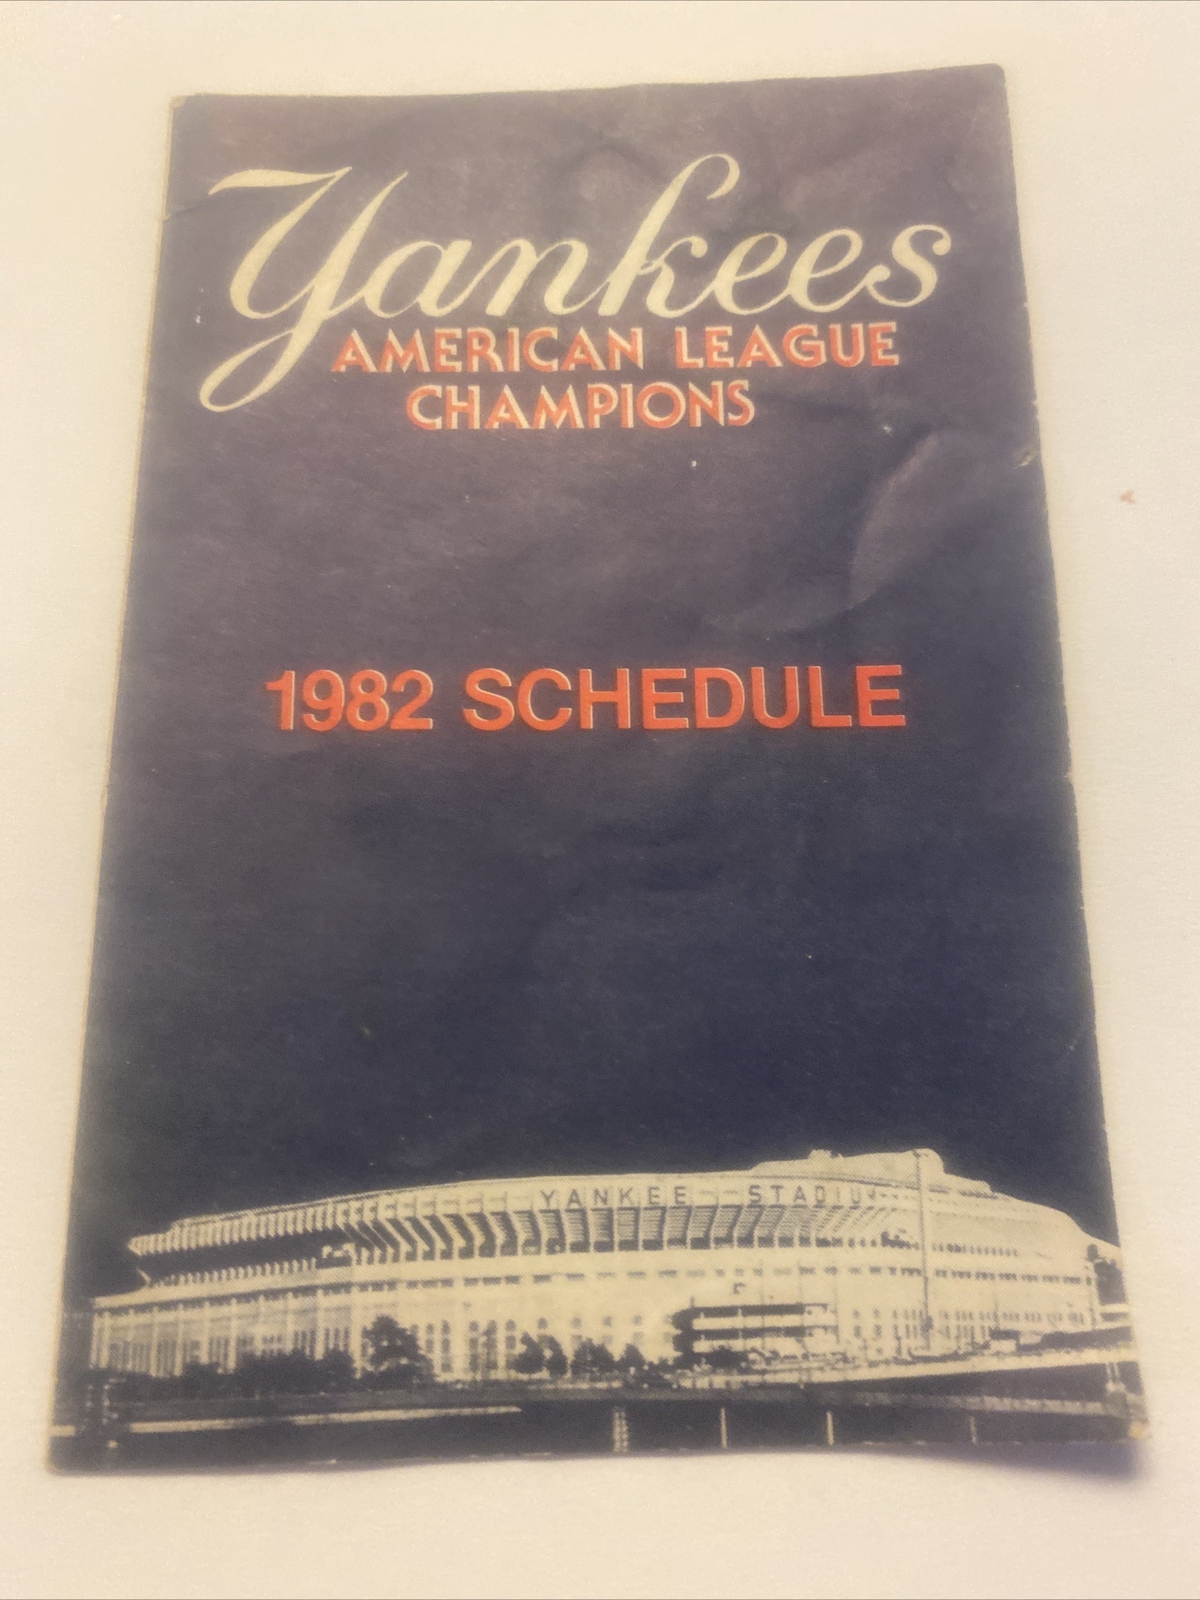 Yankees
AMERICAN LEAGUE
CHAMPIONS
1982 SCHEDULE
YANKEE STADIUM